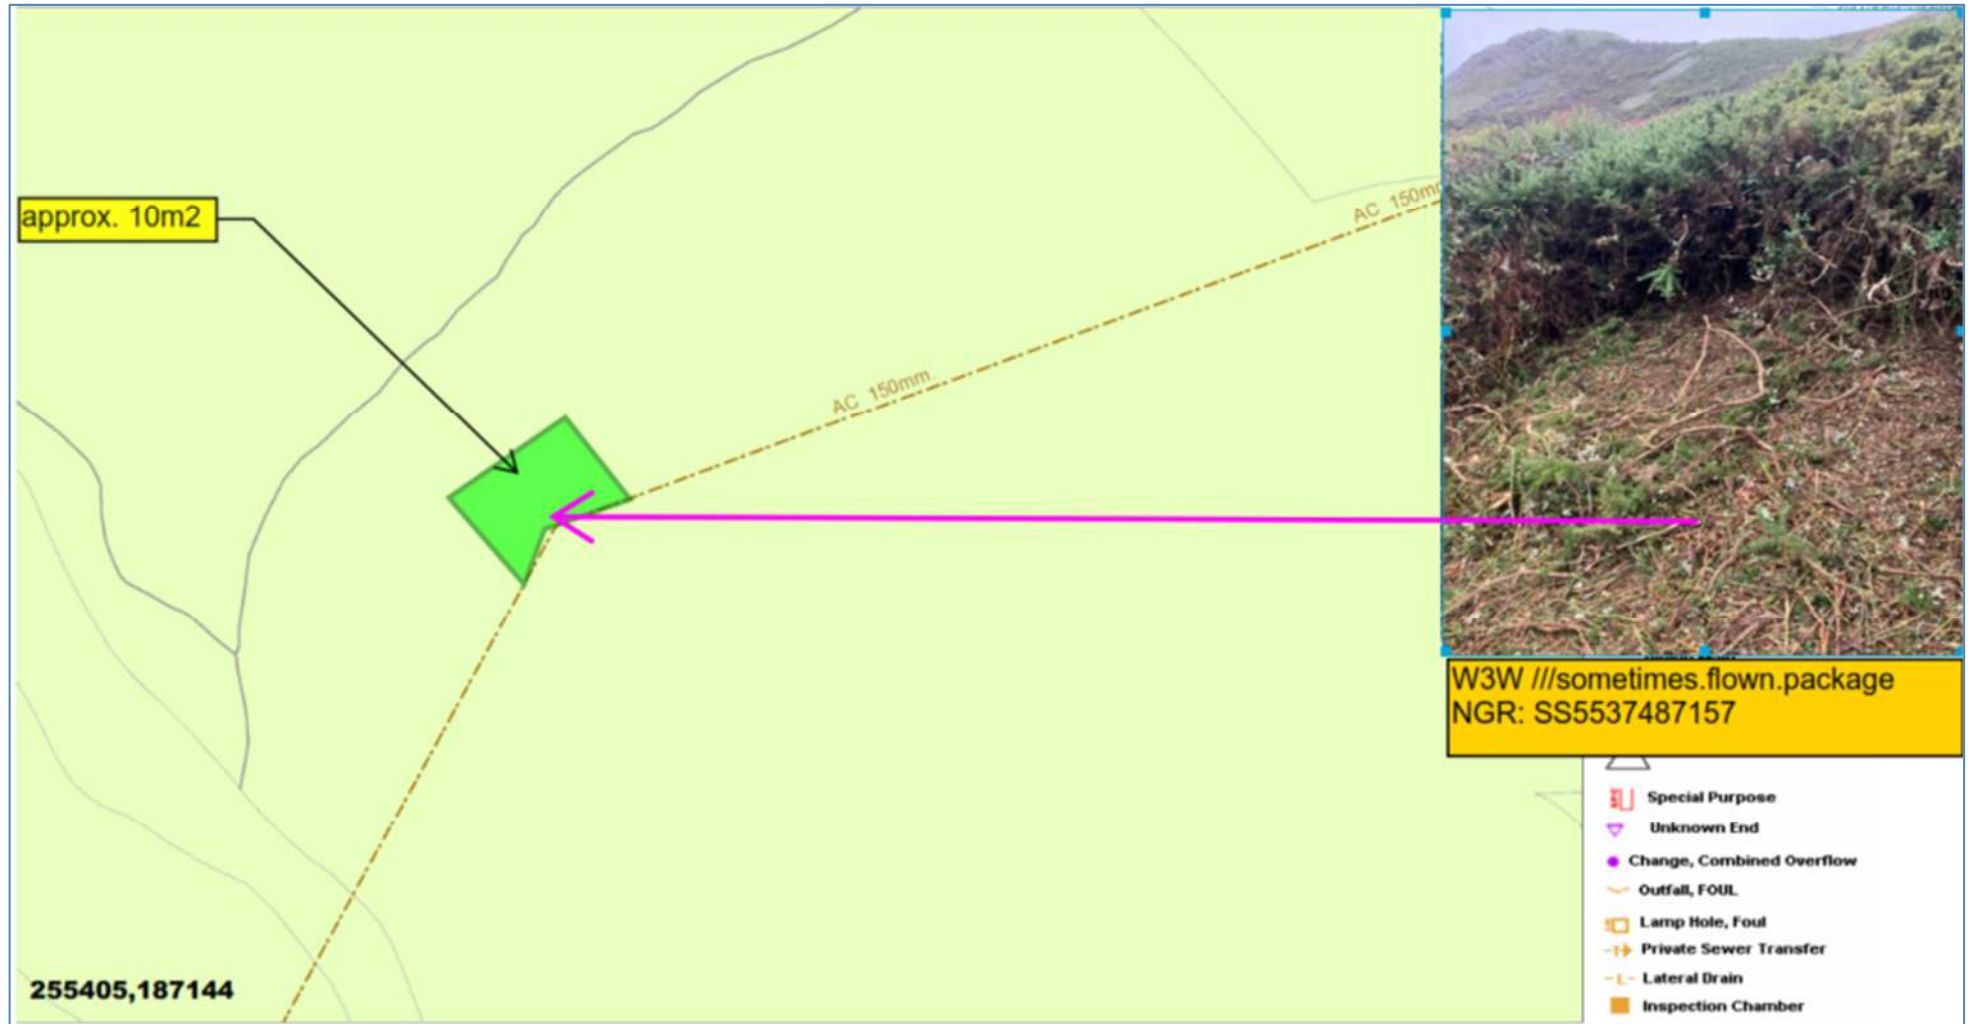 approx. 10m2
AC 150mm
AC 150mm
W3W ///sometimes.flown.package
NGR: SS5537487157
Special Purpose
Unknown End
Change, Combined Overflow
Outfall, FOUL
Lamp Hole, Foul
Private Sewer Transfer
Lateral Drain
Inspection Chamber
255405,187144